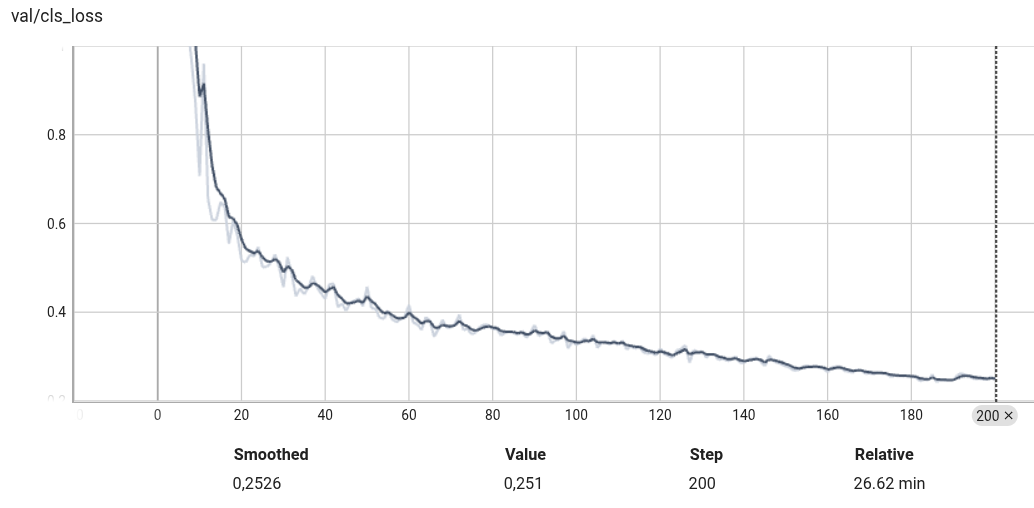 val/cls_loss
0.8
0.6
0.4
0 20 40 60 80 100 120 140 160 180 200 ✕
Smoothed Value Step Relative
0,2526 0,251 200 26.62 min